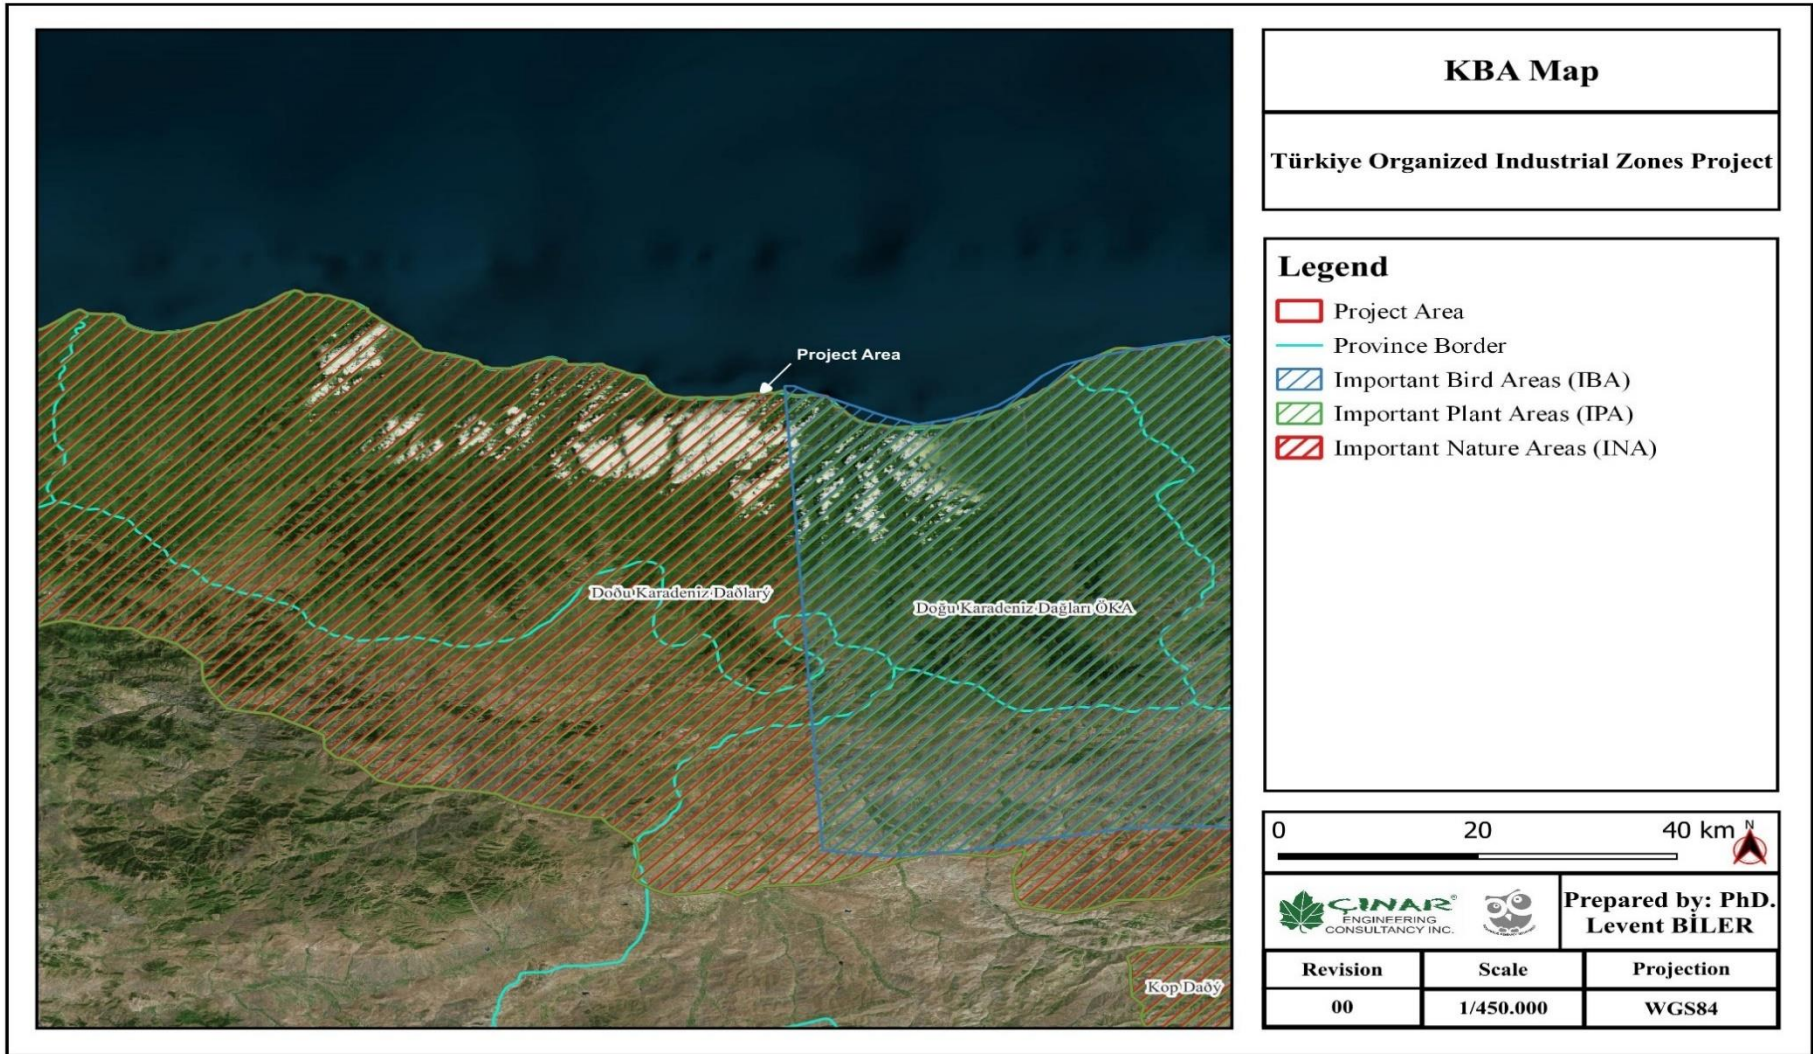 KBA Map
Türkiye Organized Industrial Zones Project
Project Area
Doðu Karadeniz Daðlarý
Doğu Karadeniz Dağları ÖKA
Kop Daðý
Legend
Project Area
Province Border
Important Bird Areas (IBA)
Important Plant Areas (IPA)
Important Nature Areas (INA)
0 20 40 km
N
ÇINAR®
ENGINEERING
CONSULTANCY INC.
Prepared by: PhD.
Levent BİLER
Revision Scale Projection
00 1/450.000 WGS84